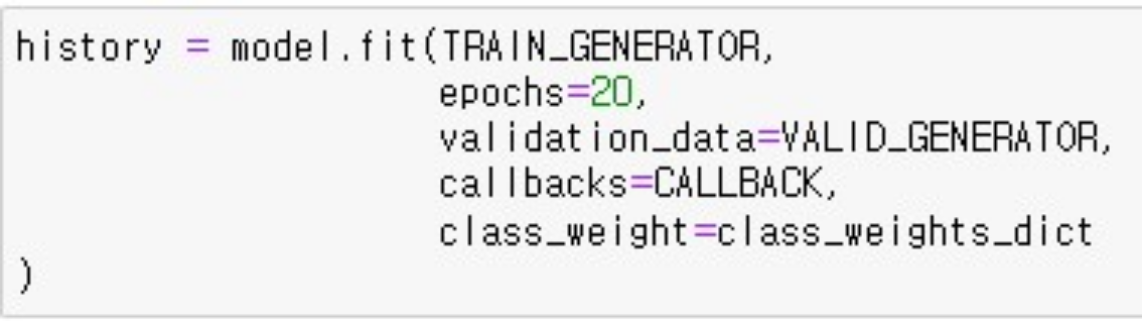 history = model.fit(TRAIN_GENERATOR,
                    epochs=20,
                    validation_data=VALID_GENERATOR,
                    callbacks=CALLBACK,
                    class_weight=class_weights_dict
)